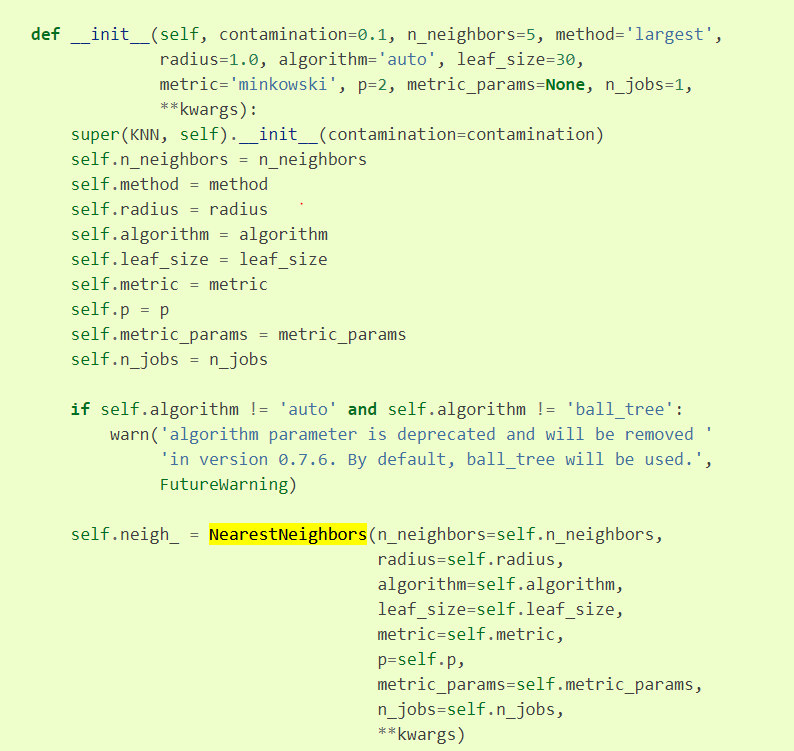 def __init__(self, contamination=0.1, n_neighbors=5, method='largest',
             radius=1.0, algorithm='auto', leaf_size=30,
             metric='minkowski', p=2, metric_params=None, n_jobs=1,
             **kwargs):
    super(KNN, self).__init__(contamination=contamination)
    self.n_neighbors = n_neighbors
    self.method = method
    self.radius = radius
    self.algorithm = algorithm
    self.leaf_size = leaf_size
    self.metric = metric
    self.p = p
    self.metric_params = metric_params
    self.n_jobs = n_jobs

    if self.algorithm != 'auto' and self.algorithm != 'ball_tree':
        warn('algorithm parameter is deprecated and will be removed '
             'in version 0.7.6. By default, ball_tree will be used.',
             FutureWarning)

    self.neigh_ = NearestNeighbors(n_neighbors=self.n_neighbors,
                                   radius=self.radius,
                                   algorithm=self.algorithm,
                                   leaf_size=self.leaf_size,
                                   metric=self.metric,
                                   p=self.p,
                                   metric_params=self.metric_params,
                                   n_jobs=self.n_jobs,
                                   **kwargs)